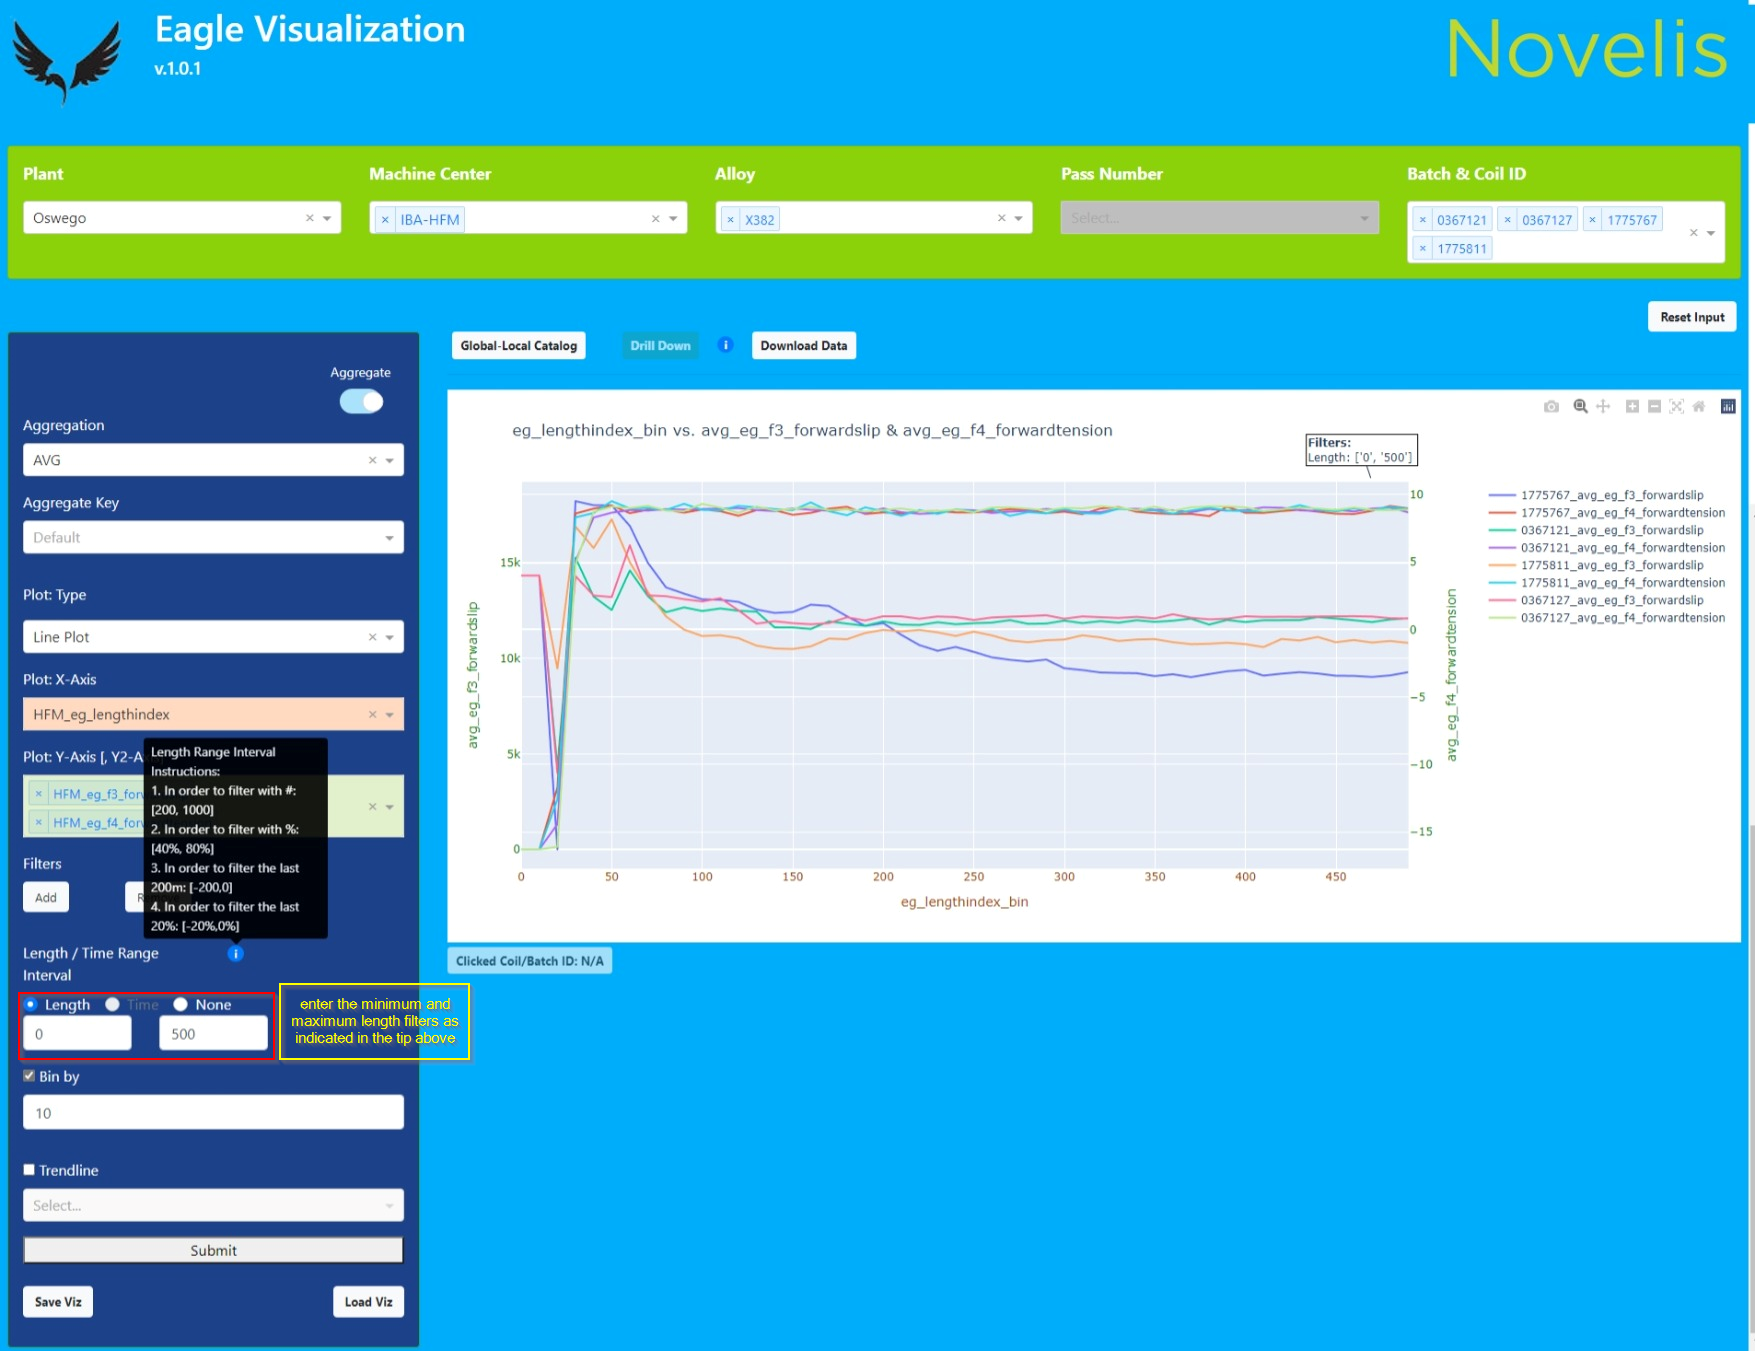 Eagle Visualization
v.1.0.1
Novelis
Plant
Machine Center
Alloy
Pass Number
Batch & Coil ID
Oswego
× IBA-HFM
× X382
Select...
× 0367121 × 0367127 × 1775767
× 1775811
Reset Input
Global-Local Catalog
Drill Down
Download Data
Aggregate
Aggregation
AVG
Aggregate Key
Default
Plot: Type
Line Plot
Plot: X-Axis
HFM_eg_lengthindex
Plot: Y-Axis [, Y2-A
× HFM_eg_f3_for
× HFM_eg_f4_for
Length Range Interval
Instructions:
1. In order to filter with #:
[200, 1000]
2. In order to filter with %:
[40%, 80%]
3. In order to filter the last
200m: [-200,0]
4. In order to filter the last
20%: [-20%,0%]
Filters
Add
Length / Time Range
Interval
i
Length Time None
0
500
enter the minimum and
maximum length filters as
indicated in the tip above
Bin by
10
Trendline
Select...
Submit
Save Viz
Load Viz
eg_lengthindex_bin vs. avg_eg_f3_forwardslip & avg_eg_f4_forwardtension
Filters:
Length: ['0', '500']
1775767_avg_eg_f3_forwardslip
1775767_avg_eg_f4_forwardtension
0367121_avg_eg_f3_forwardslip
0367121_avg_eg_f4_forwardtension
1775811_avg_eg_f3_forwardslip
1775811_avg_eg_f4_forwardtension
0367127_avg_eg_f3_forwardslip
0367127_avg_eg_f4_forwardtension
15k
10k
5k
0
avg_eg_f3_forwardslip
10
5
0
−5
−10
−15
avg_eg_f4_forwardtension
0 50 100 150 200 250 300 350 400 450
eg_lengthindex_bin
Clicked Coil/Batch ID: N/A